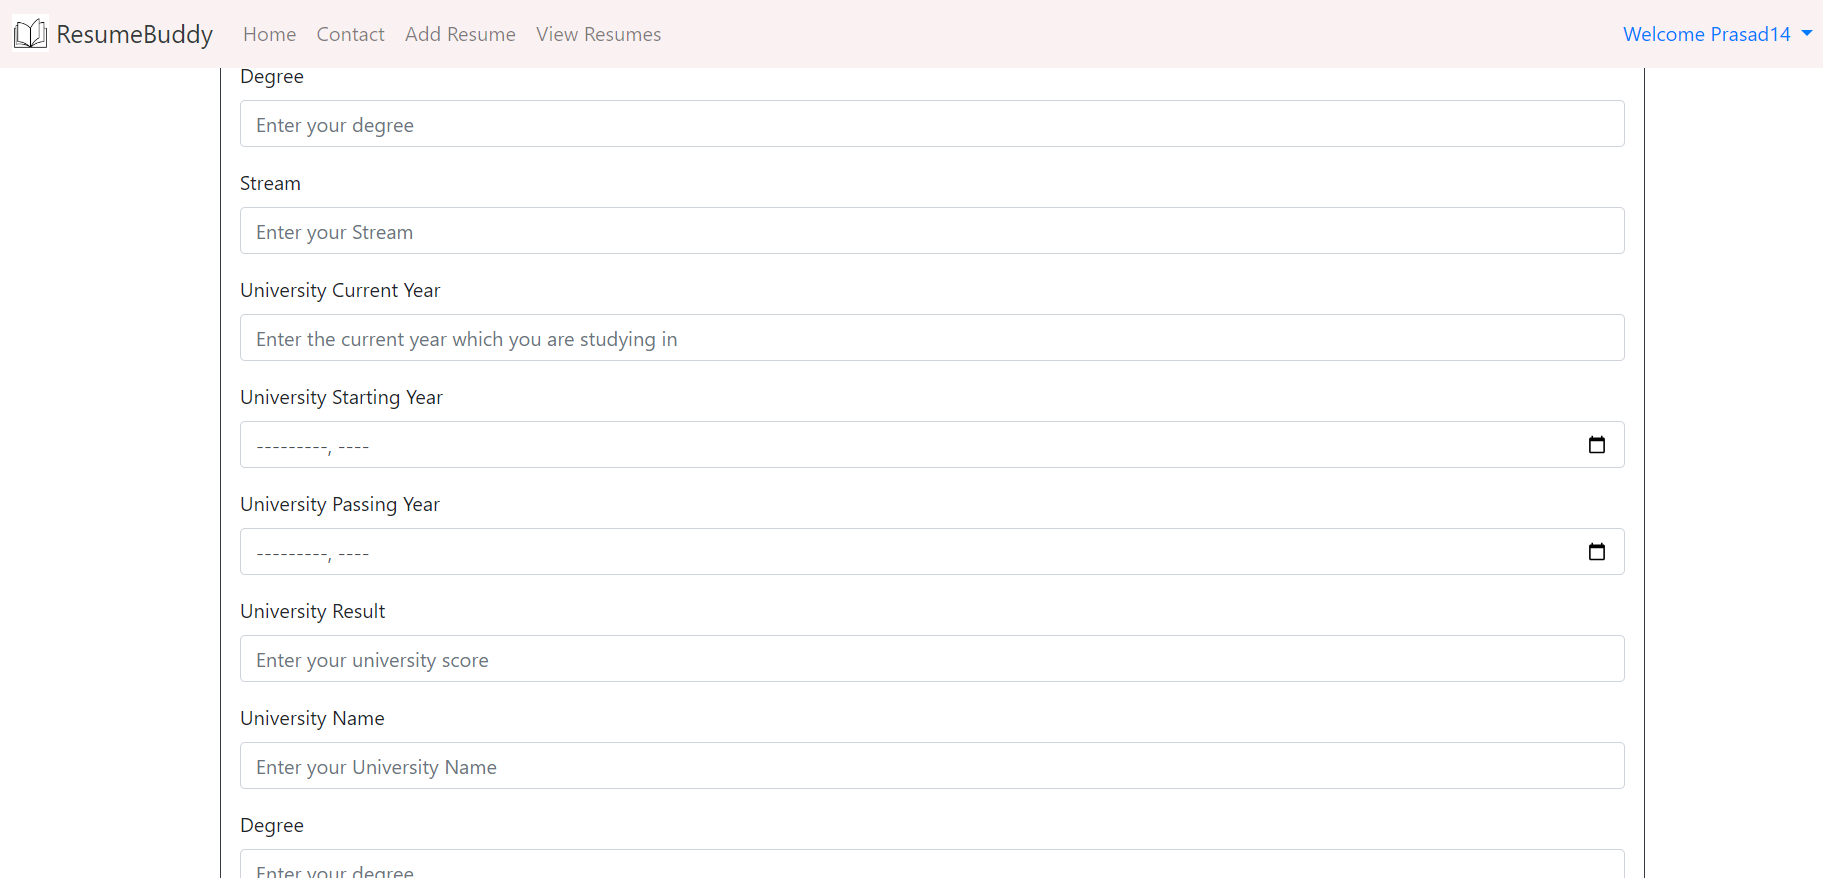 ResumeBuddy Home Contact Add Resume View Resumes Welcome Prasad14
Degree
Enter your degree
Stream
Enter your Stream
University Current Year
Enter the current year which you are studying in
University Starting Year
---------, ----
University Passing Year
---------, ----
University Result
Enter your university score
University Name
Enter your University Name
Degree
Enter your degree